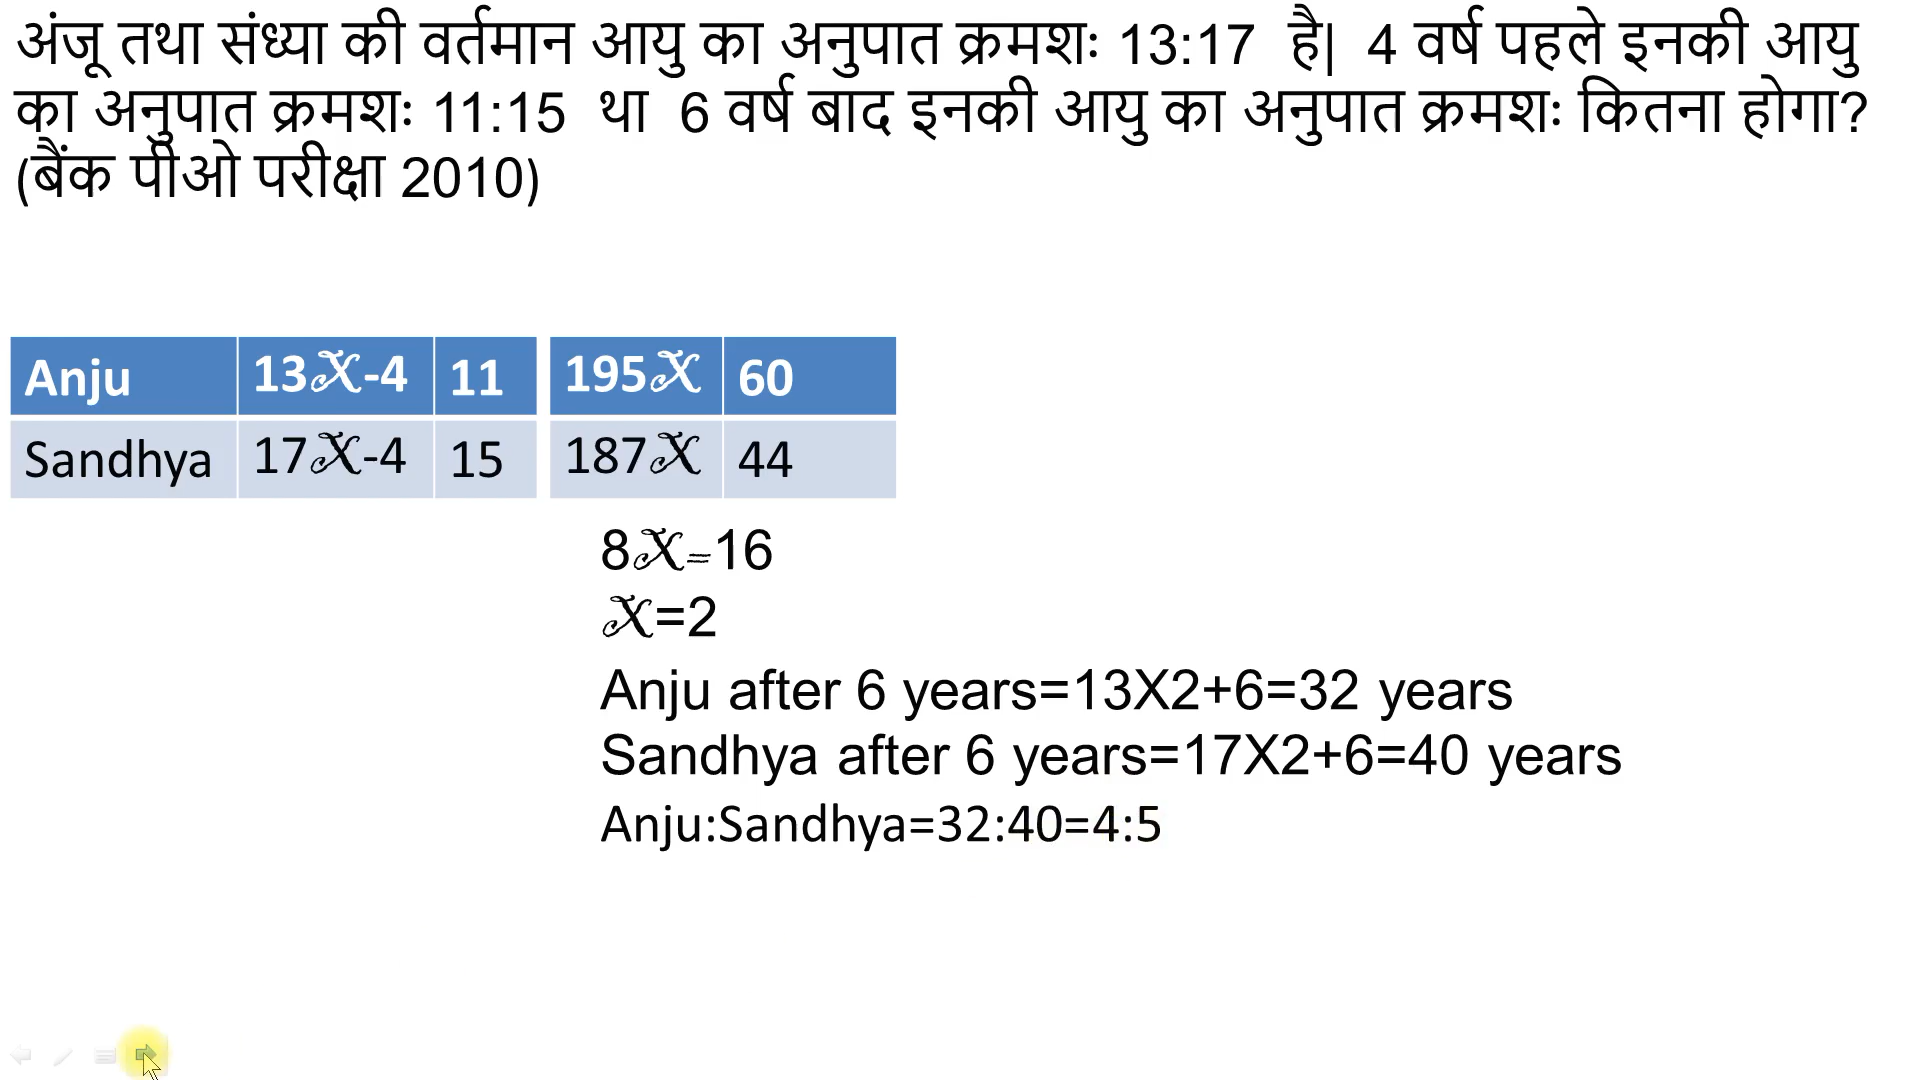 अंजू तथा संध्या की वर्तमान आयु का अनुपात क्रमशः 13:17 है| 4 वर्ष पहले इनकी आयु
का अनुपात क्रमशः 11:15 था 6 वर्ष बाद इनकी आयु का अनुपात क्रमशः कितना होगा?
(बैंक पीओ परीक्षा 2010)
Anju 13𝒳-4 11 195𝒳 60
Sandhya 17𝒳-4 15 187𝒳 44
8𝒳=16
𝒳=2
Anju after 6 years=13X2+6=32 years
Sandhya after 6 years=17X2+6=40 years
Anju:Sandhya=32:40=4:5